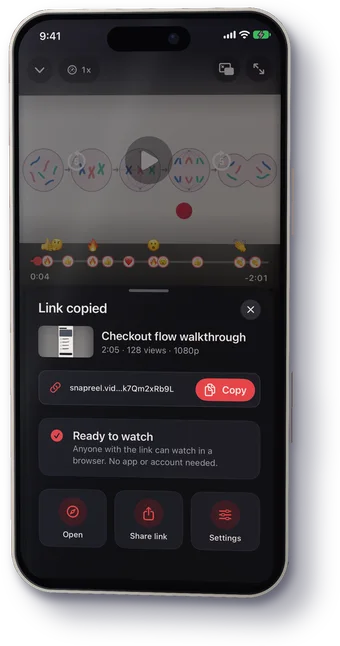 9:41
1x
0:04
-2:01
Link copied
Checkout flow walkthrough
2:05 · 128 views · 1080p
snapreel.vid...k7Qm2xRb9L
Copy
Ready to watch
Anyone with the link can watch in a
browser. No app or account needed.
Open
Share link
Settings